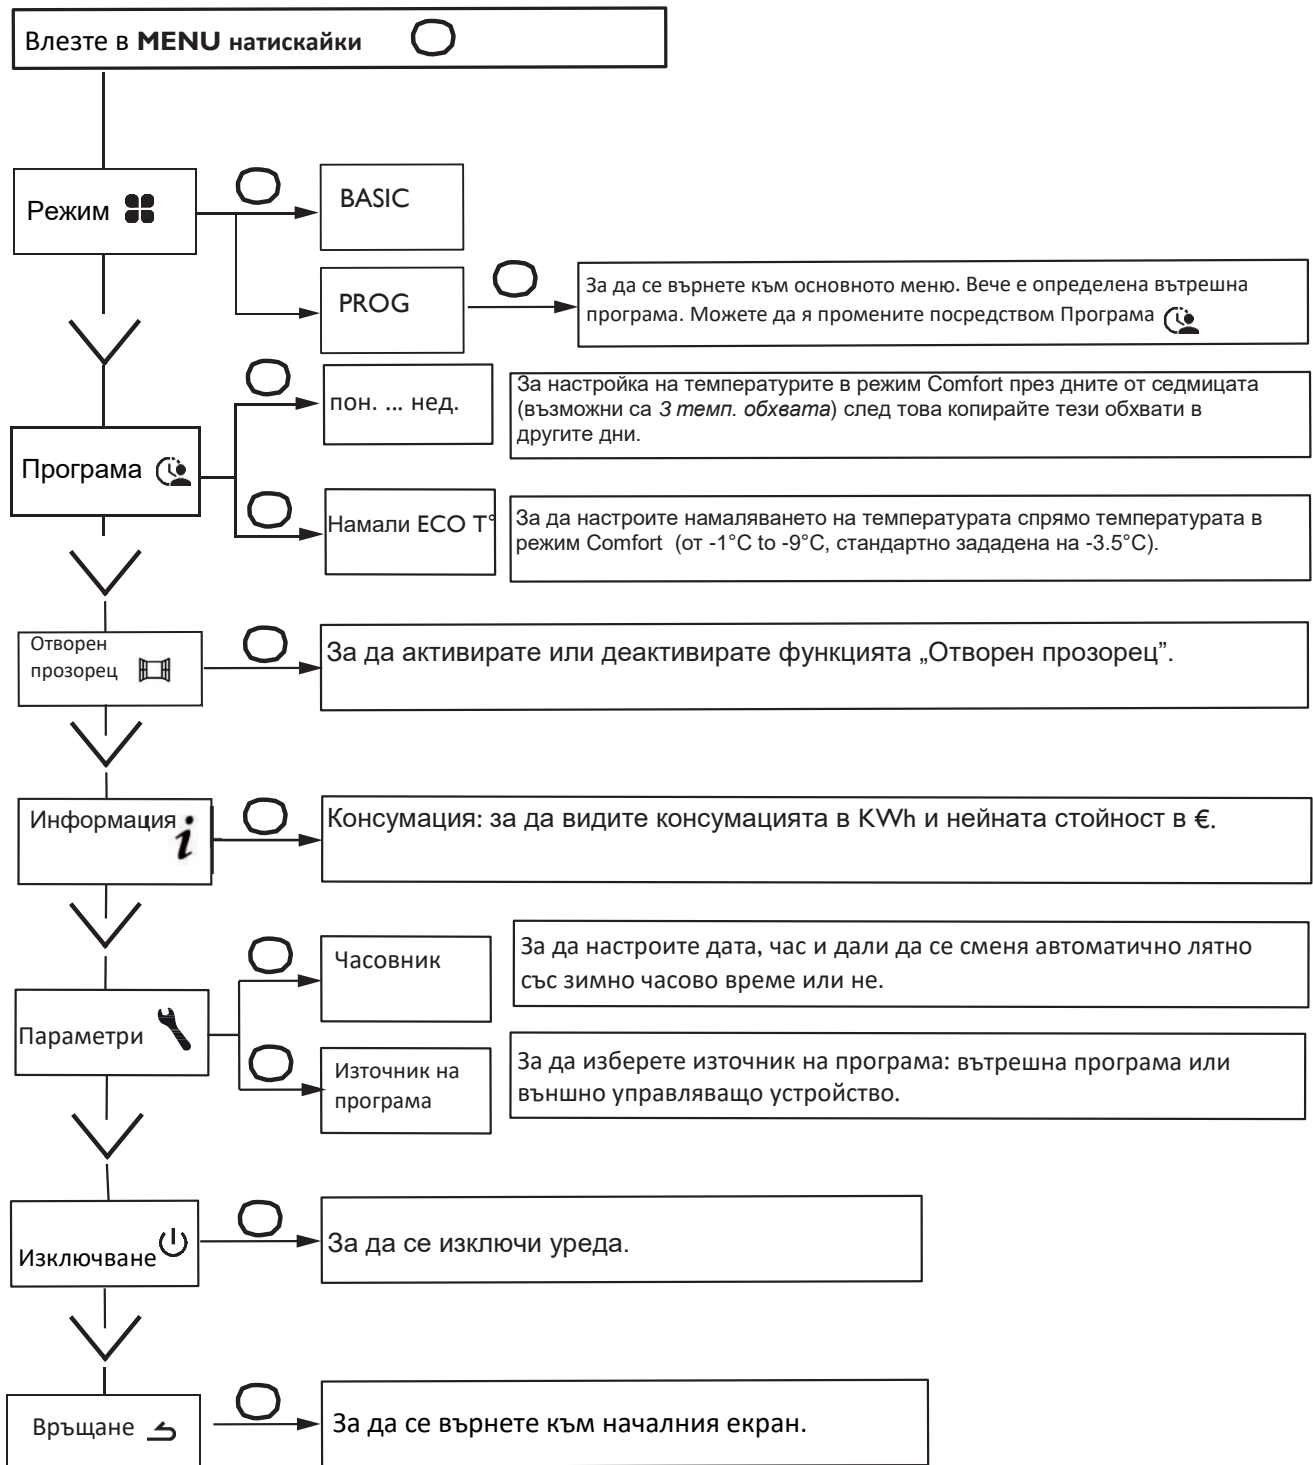 Влезте в MENU натискайки
Режим
BASIC
PROG
За да се върнете към основното меню. Вече е определена вътрешна
програма. Можете да я промените посредством Програма
Програма
пон. ... нед.
За настройка на температурите в режим Comfort през дните от седмицата
(възможни са 3 темп. обхвата) след това копирайте тези обхвати в
другите дни.
Намали ECO T°
За да настроите намаляването на температурата спрямо температурата в
режим Comfort (от -1°C to -9°C, стандартно зададена на -3.5°C).
Отворен
прозорец
За да активирате или деактивирате функцията „Отворен прозорец”.
Информация
Консумация: за да видите консумацията в KWh и нейната стойност в €.
Параметри
Часовник
За да настроите дата, час и дали да се сменя автоматично лятно
със зимно часово време или не.
Източник на
програма
За да изберете източник на програма: вътрешна програма или
външно управляващо устройство.
Изключване
За да се изключи уреда.
Връщане
За да се върнете към началния екран.